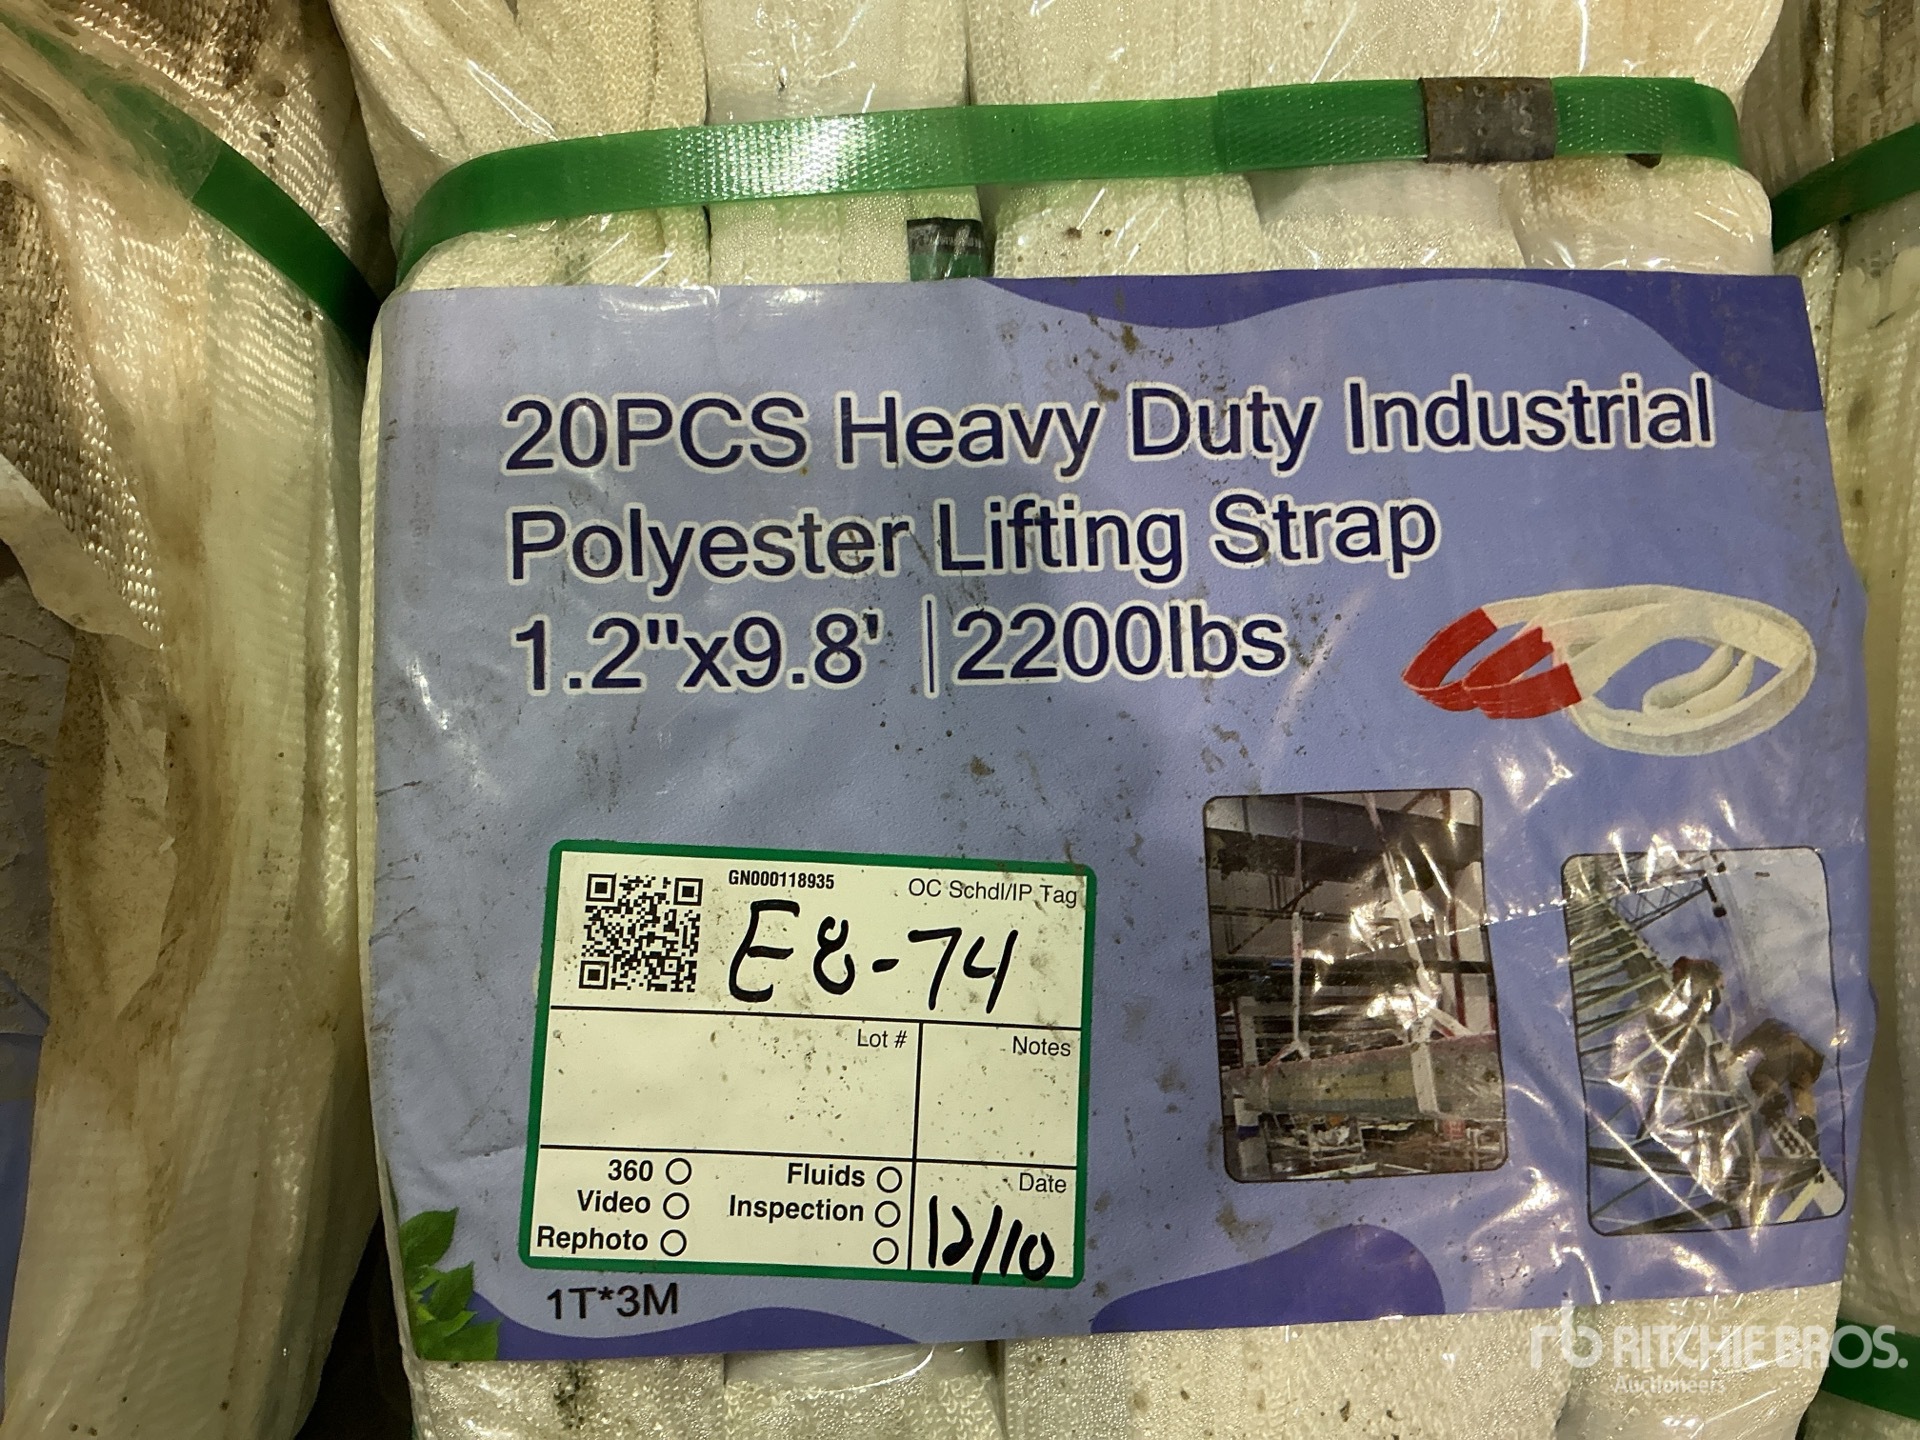 20PCS Heavy Duty Industrial
Polyester Lifting Strap
1.2"x9.8' | 2200lbs
GN000118935
OC Schdl/IP Tag
E8-74
Lot #
Notes
360
Fluids
Date
Video
Inspection
12/10
Rephoto
1T*3M
rb RITCHIE BROS.
Auctioneers